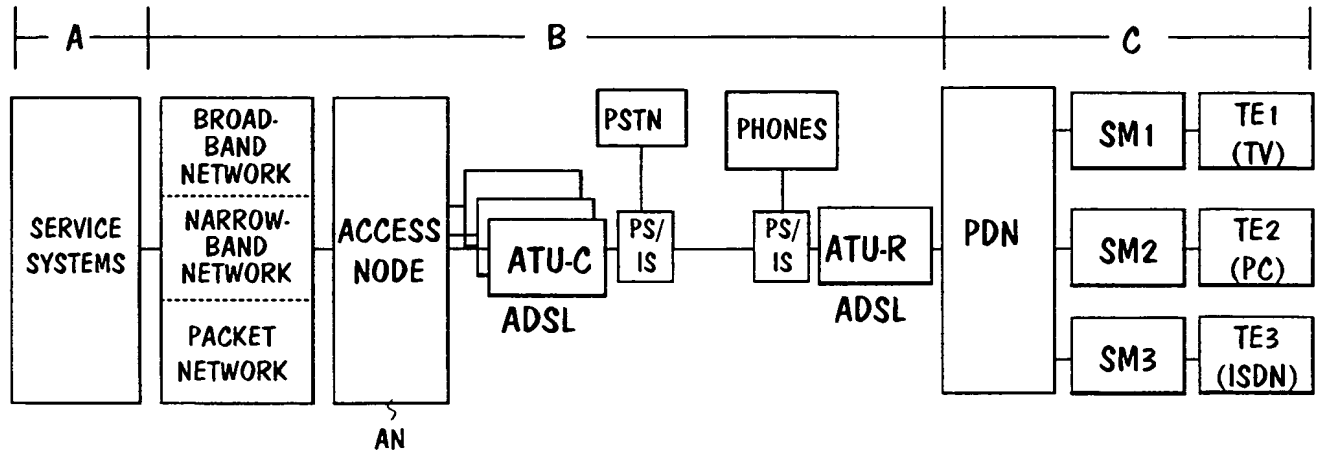 A
B
C
SERVICE
SYSTEMS
BROAD-
BAND
NETWORK
NARROW-
BAND
NETWORK
PACKET
NETWORK
ACCESS
NODE
AN
ATU-C
ADSL
PSTN
PS/
IS
PHONES
PS/
IS
ATU-R
ADSL
PDN
SM1
TE1
(TV)
SM2
TE2
(PC)
SM3
TE3
(ISDN)